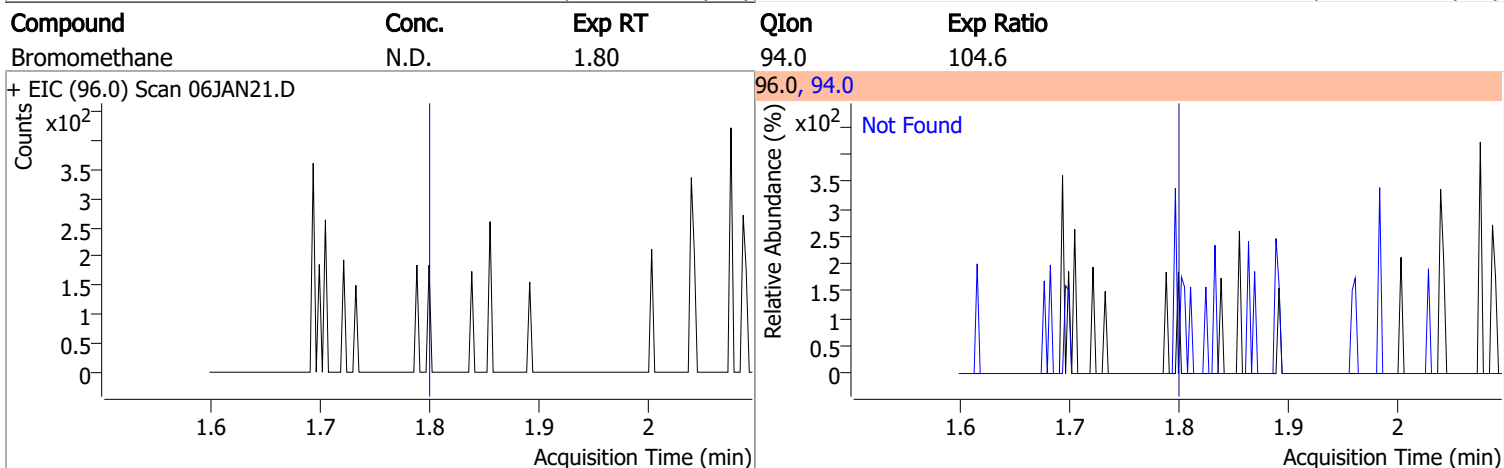 Compound Conc. Exp RT QIon Exp Ratio
Bromomethane N.D. 1.80 94.0 104.6
+ EIC (96.0) Scan 06JAN21.D
Counts
x10²
3.5
3
2.5
2
1.5
1
0.5
0
1.6 1.7 1.8 1.9 2
Acquisition Time (min)
96.0, 94.0
Relative Abundance (%)
x10²
Not Found
3.5
3
2.5
2
1.5
1
0.5
0
1.6 1.7 1.8 1.9 2
Acquisition Time (min)